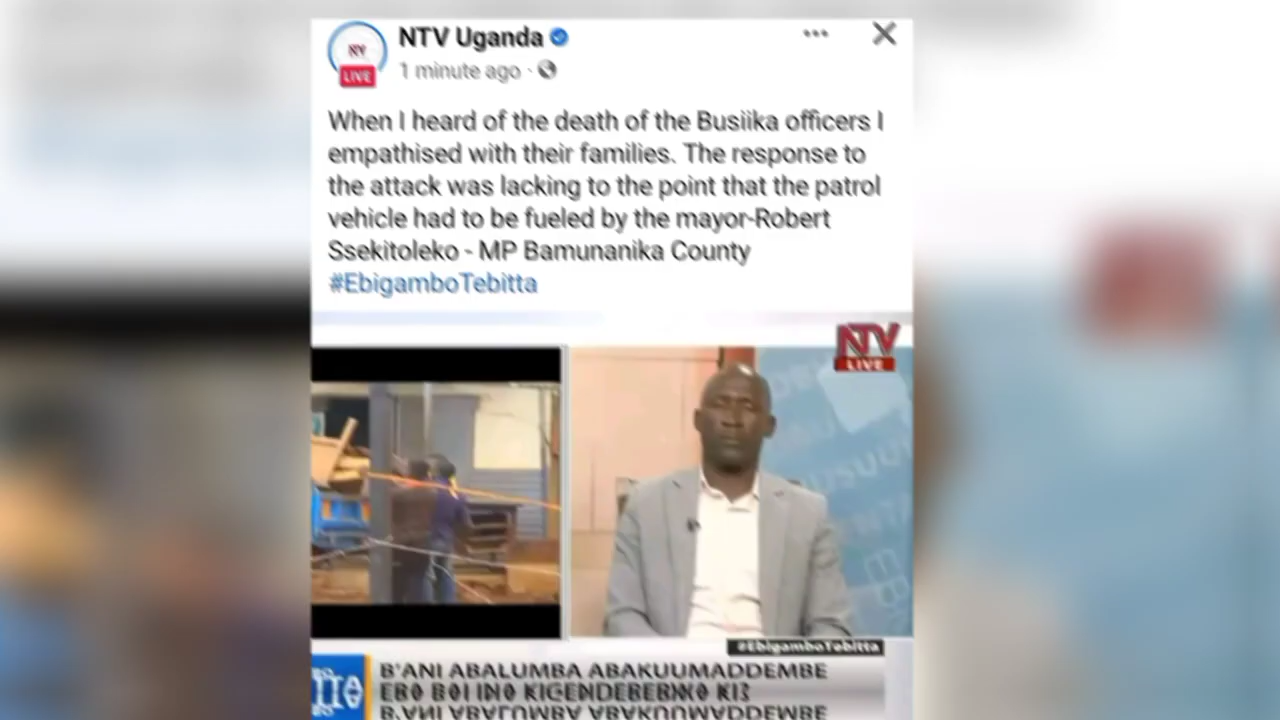 NTV Uganda
LIVE
1 minute ago
When I heard of the death of the Busiika officers I
empathised with their families. The response to
the attack was lacking to the point that the patrol
vehicle had to be fueled by the mayor-Robert
Ssekitoleko - MP Bamunanika County
#EbigamboTebitta
NTV
LIVE
#EbigamboTebitta
B'ANI ABALUMBA ABAKUUMADDEMBE